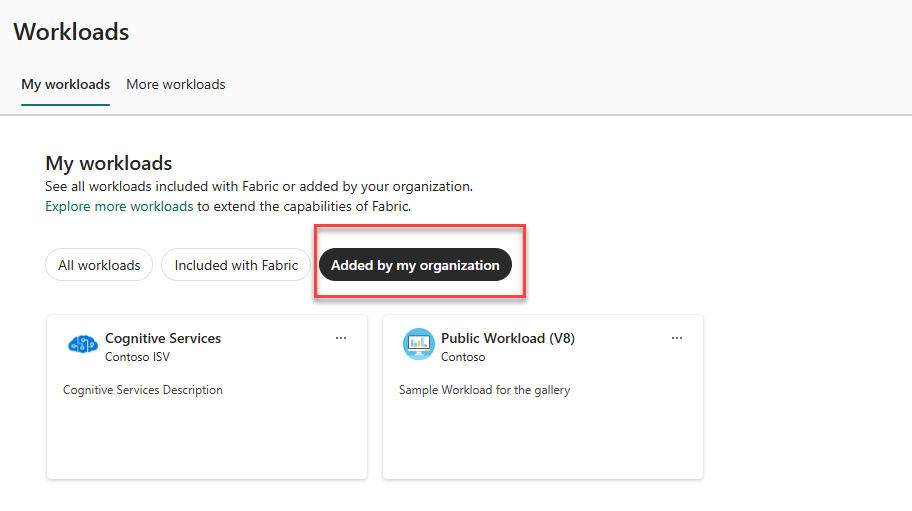 Workloads
My workloads More workloads
My workloads
See all workloads included with Fabric or added by your organization.
Explore more workloads to extend the capabilities of Fabric.
All workloads Included with Fabric Added by my organization
Cognitive Services
Contoso ISV
Cognitive Services Description
Public Workload (V8)
Contoso
Sample Workload for the gallery